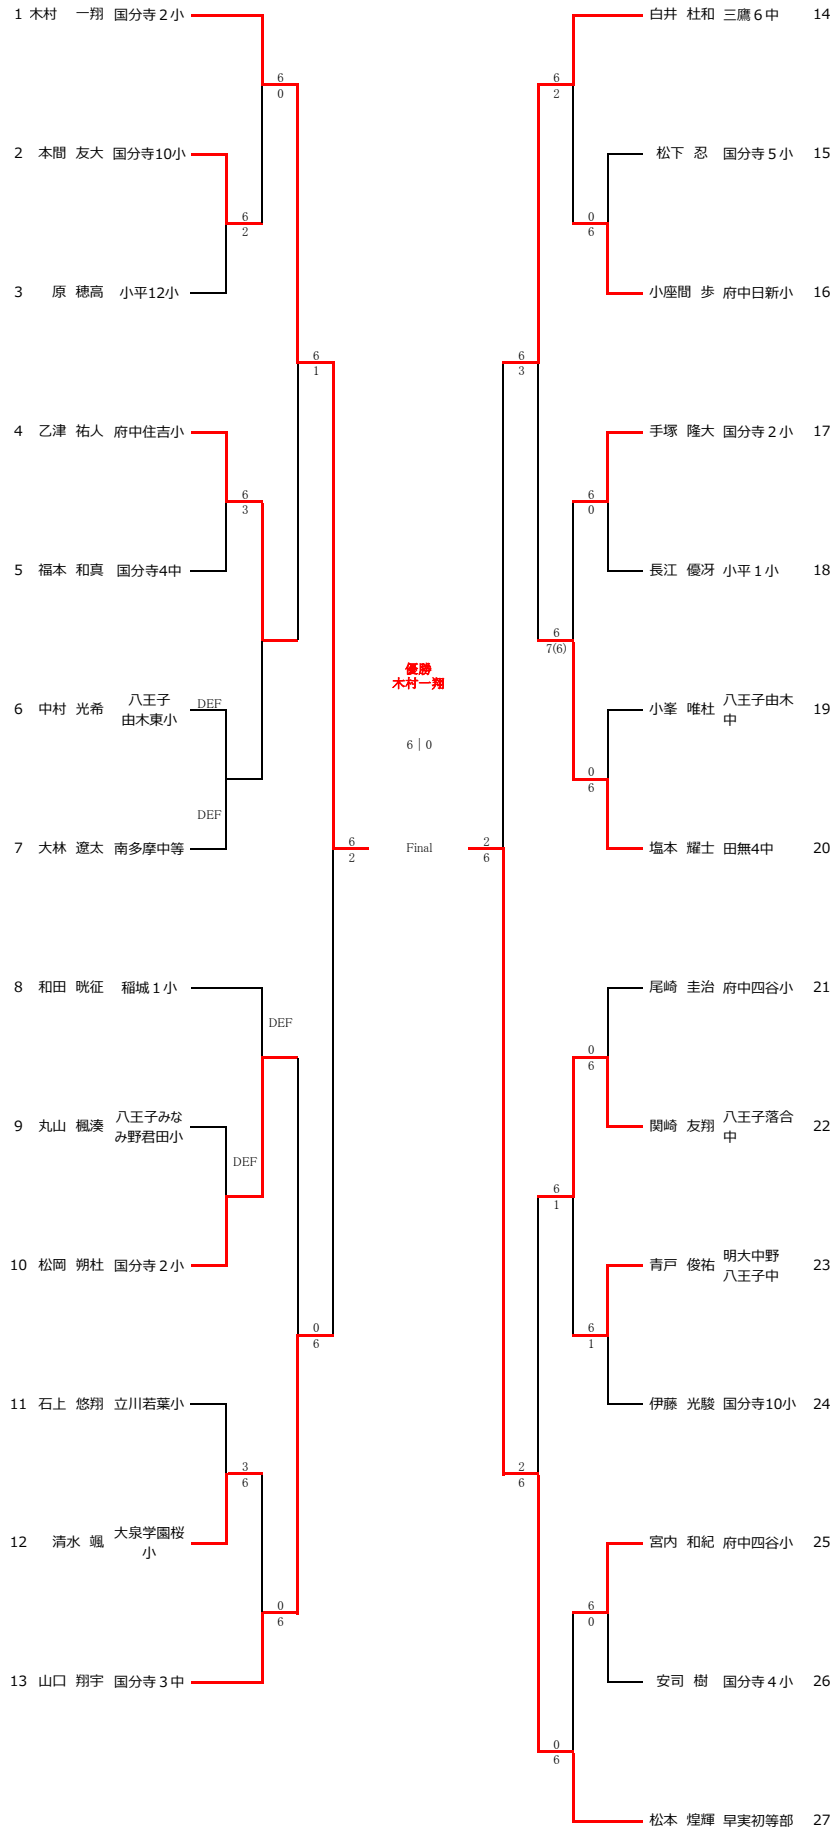 1 木村 一翔 国分寺２小
6
0
2 本間 友大 国分寺10小
6
2
3 原 穂高 小平12小
6
1
4 乙津 祐人 府中住吉小
6
3
5 福本 和真 国分寺4中
6 中村 光希 八王子
由木東小
DEF
DEF
7 大林 遼太 南多摩中等
6
2
8 和田 晄征 稲城１小
DEF
9 丸山 楓湊 八王子みな
み野君田小
DEF
10 松岡 朔杜 国分寺２小
0
6
11 石上 悠翔 立川若葉小
3
6
12 清水 颯 大泉学園桜
小
0
6
13 山口 翔宇 国分寺３中
優勝
木村一翔
6 | 0
Final
白井 杜和 三鷹６中 14
6
2
松下 忍 国分寺５小 15
0
6
小座間 歩 府中日新小 16
6
3
手塚 隆大 国分寺２小 17
6
0
長江 優冴 小平１小 18
6
7(6)
小峯 唯杜 八王子由木
中 19
0
6
塩本 耀士 田無4中 20
2
6
尾崎 圭治 府中四谷小 21
0
6
関崎 友翔 八王子落合
中 22
6
1
青戸 俊祐 明大中野
八王子中 23
6
1
伊藤 光駿 国分寺10小 24
2
6
宮内 和紀 府中四谷小 25
6
0
安司 樹 国分寺４小 26
0
6
松本 煌輝 早実初等部 27